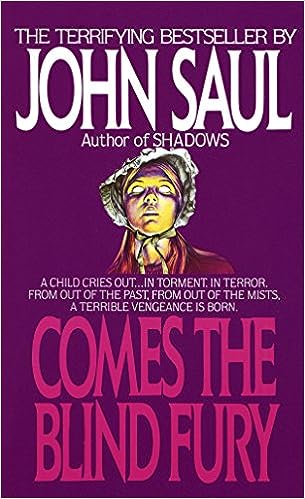 THE TERRIFYING BESTSELLER BY
JOHN SAUL
Author of SHADOWS
A CHILD CRIES OUT...IN TORMENT. IN TERROR.
FROM OUT OF THE PAST, FROM OUT OF THE MISTS,
A TERRIBLE VENGEANCE IS BORN.
COMES THE
BLIND FURY